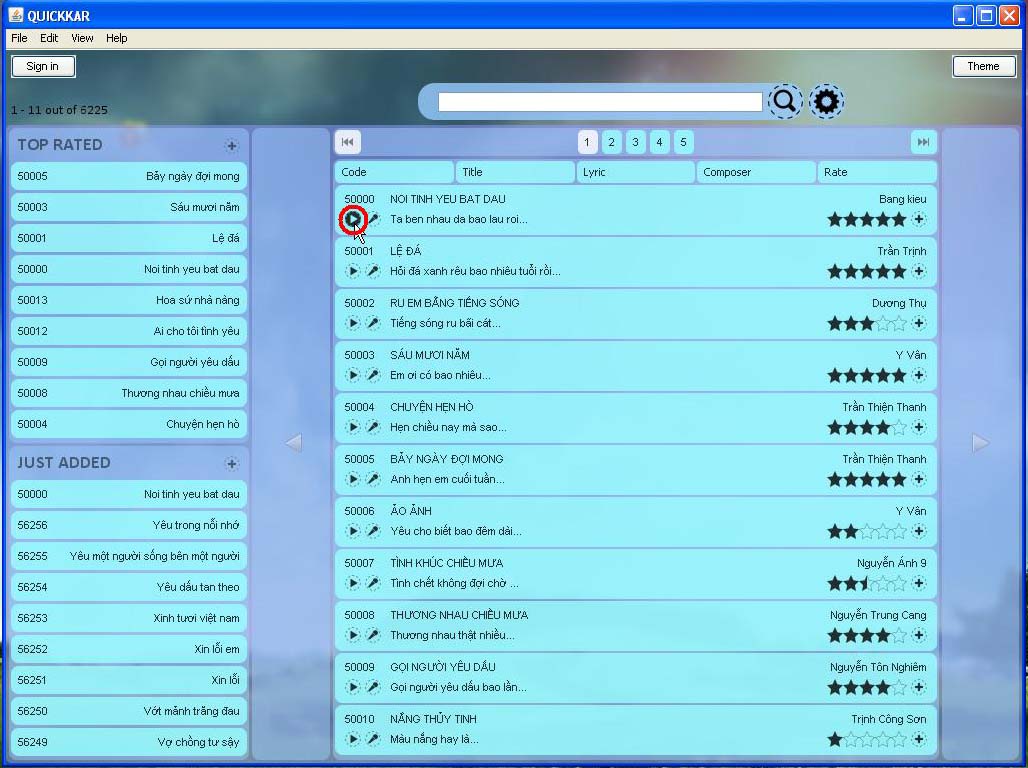 QUICKKAR
File Edit View Help
Sign in
Theme
1 - 11 out of 6225
TOP RATED
50005 Bảy ngày đợi mong
50003 Sáu mươi năm
50001 Lệ đá
50000 Noi tinh yeu bat dau
50013 Hoa sứ nhà nàng
50012 Ai cho tôi tình yêu
50009 Gọi người yêu dấu
50008 Thương nhau chiều mưa
50004 Chuyện hẹn hò
JUST ADDED
50000 Noi tinh yeu bat dau
56256 Yêu trong nỗi nhớ
56255 Yêu một người sống bên một người
56254 Yêu dấu tan theo
56253 Xinh tươi việt nam
56252 Xin lỗi em
56251 Xin lỗi
56250 Vớt mảnh trăng đau
56249 Vợ chồng tư sậy
1 2 3 4 5
Code Title Lyric Composer Rate
50000 NOI TINH YEU BAT DAU Bang kieu
Ta ben nhau da bao lau roi...
50001 LỆ ĐÁ Trần Trịnh
Hỏi đá xanh rêu bao nhiêu tuổi rồi...
50002 RU EM BẰNG TIẾNG SÓNG Dương Thụ
Tiếng sóng ru bãi cát...
50003 SÁU MƯƠI NĂM Y Vân
Em ơi có bao nhiêu...
50004 CHUYỆN HẸN HÒ Trần Thiện Thanh
Hẹn chiều nay mà sao...
50005 BẢY NGÀY ĐỢI MONG Trần Thiện Thanh
Anh hẹn em cuối tuần...
50006 ẢO ẢNH Y Vân
Yêu cho biết bao đêm dài...
50007 TÌNH KHÚC CHIỀU MƯA Nguyễn Ánh 9
Tình chết không đợi chờ ...
50008 THƯƠNG NHAU CHIỀU MƯA Nguyễn Trung Cang
Thương nhau thật nhiều...
50009 GỌI NGƯỜI YÊU DẤU Nguyễn Tôn Nghiêm
Gọi người yêu dấu bao lần...
50010 NẮNG THỦY TINH Trịnh Công Sơn
Màu nắng hay là...